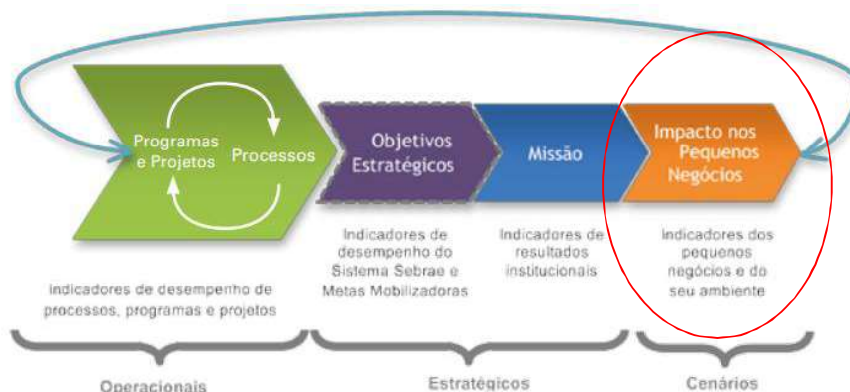 Programas
e Projetos
Processos
Objetivos
Estratégicos
Missão
Impacto nos
Pequenos
Negócios
Indicadores de desempenho de
processos, programas e projetos
Indicadores de
desempenho do
Sistema Sebrae e
Metas Mobilizadoras
Indicadores de
resultados
institucionais
Indicadores dos
pequenos
negócios e do
seu ambiente
Operacionais
Estratégicos
Cenários